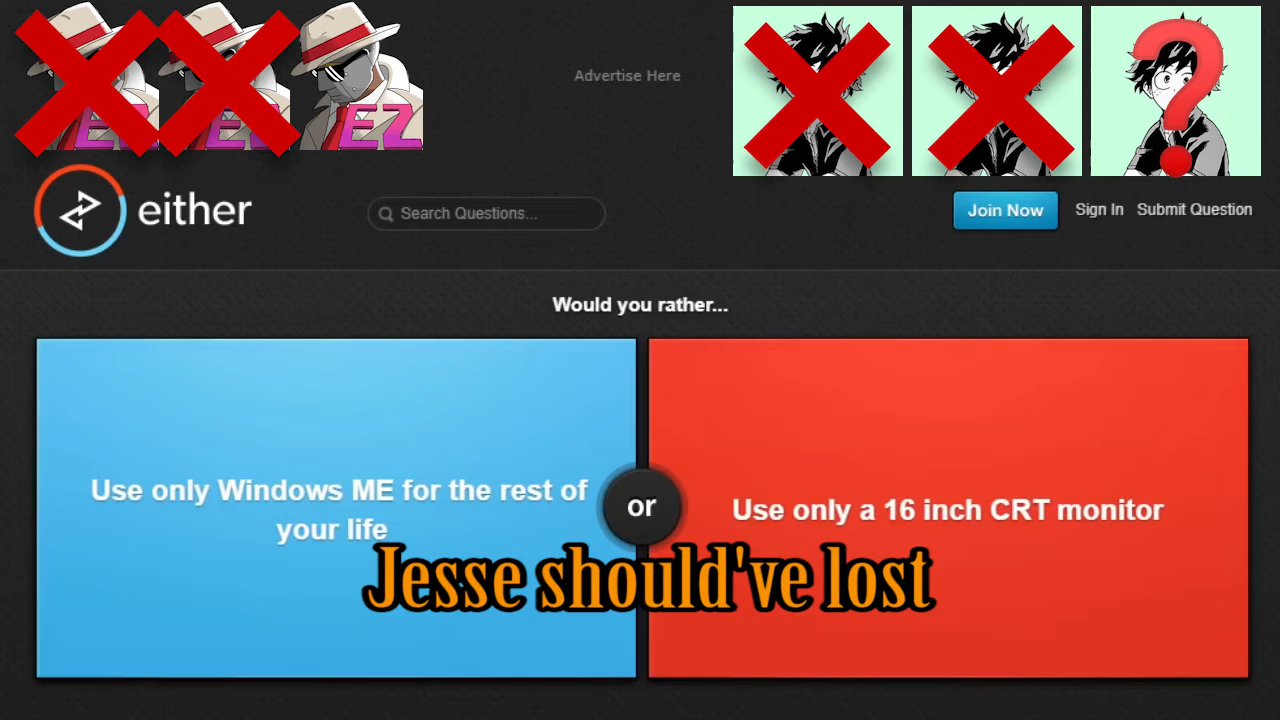 EZ
Advertise Here
?
either
Search Questions...
Join Now
Sign In
Submit Question
Would you rather...
Use only Windows ME for the rest of
your life
or
Use only a 16 inch CRT monitor
Jesse should've lost